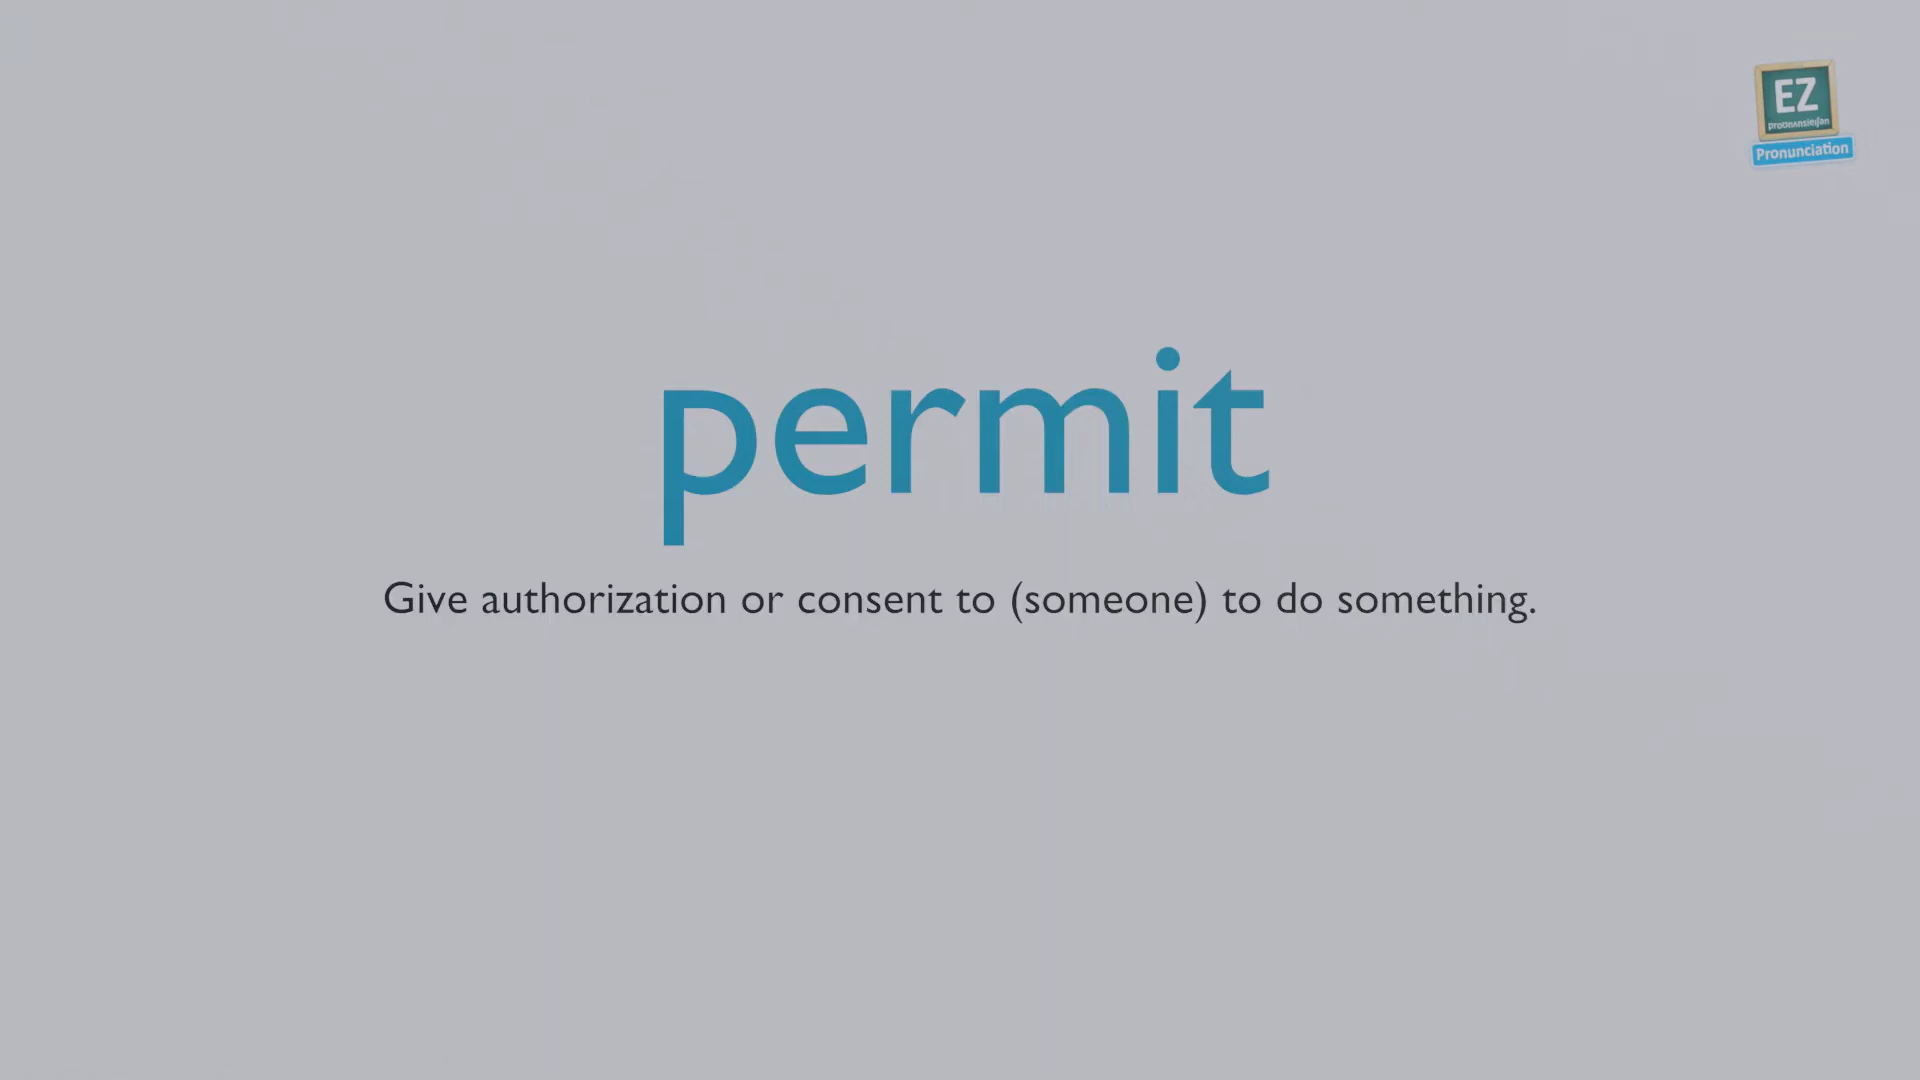 EZ
Pronunciation
permit
Give authorization or consent to (someone) to do something.